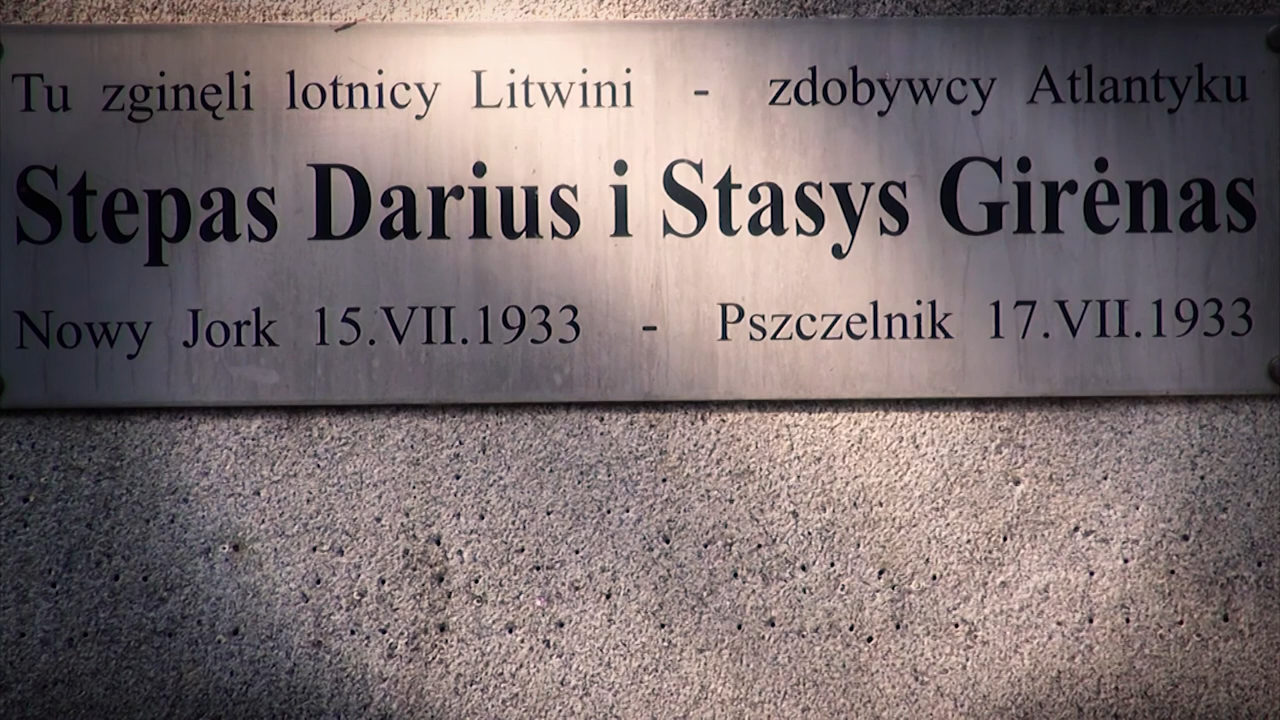 Tu zginęli lotnicy Litwini - zdobywcy Atlantyku
Stepas Darius i Stasys Girėnas
Nowy Jork 15.VII.1933 - Pszczelnik 17.VII.1933